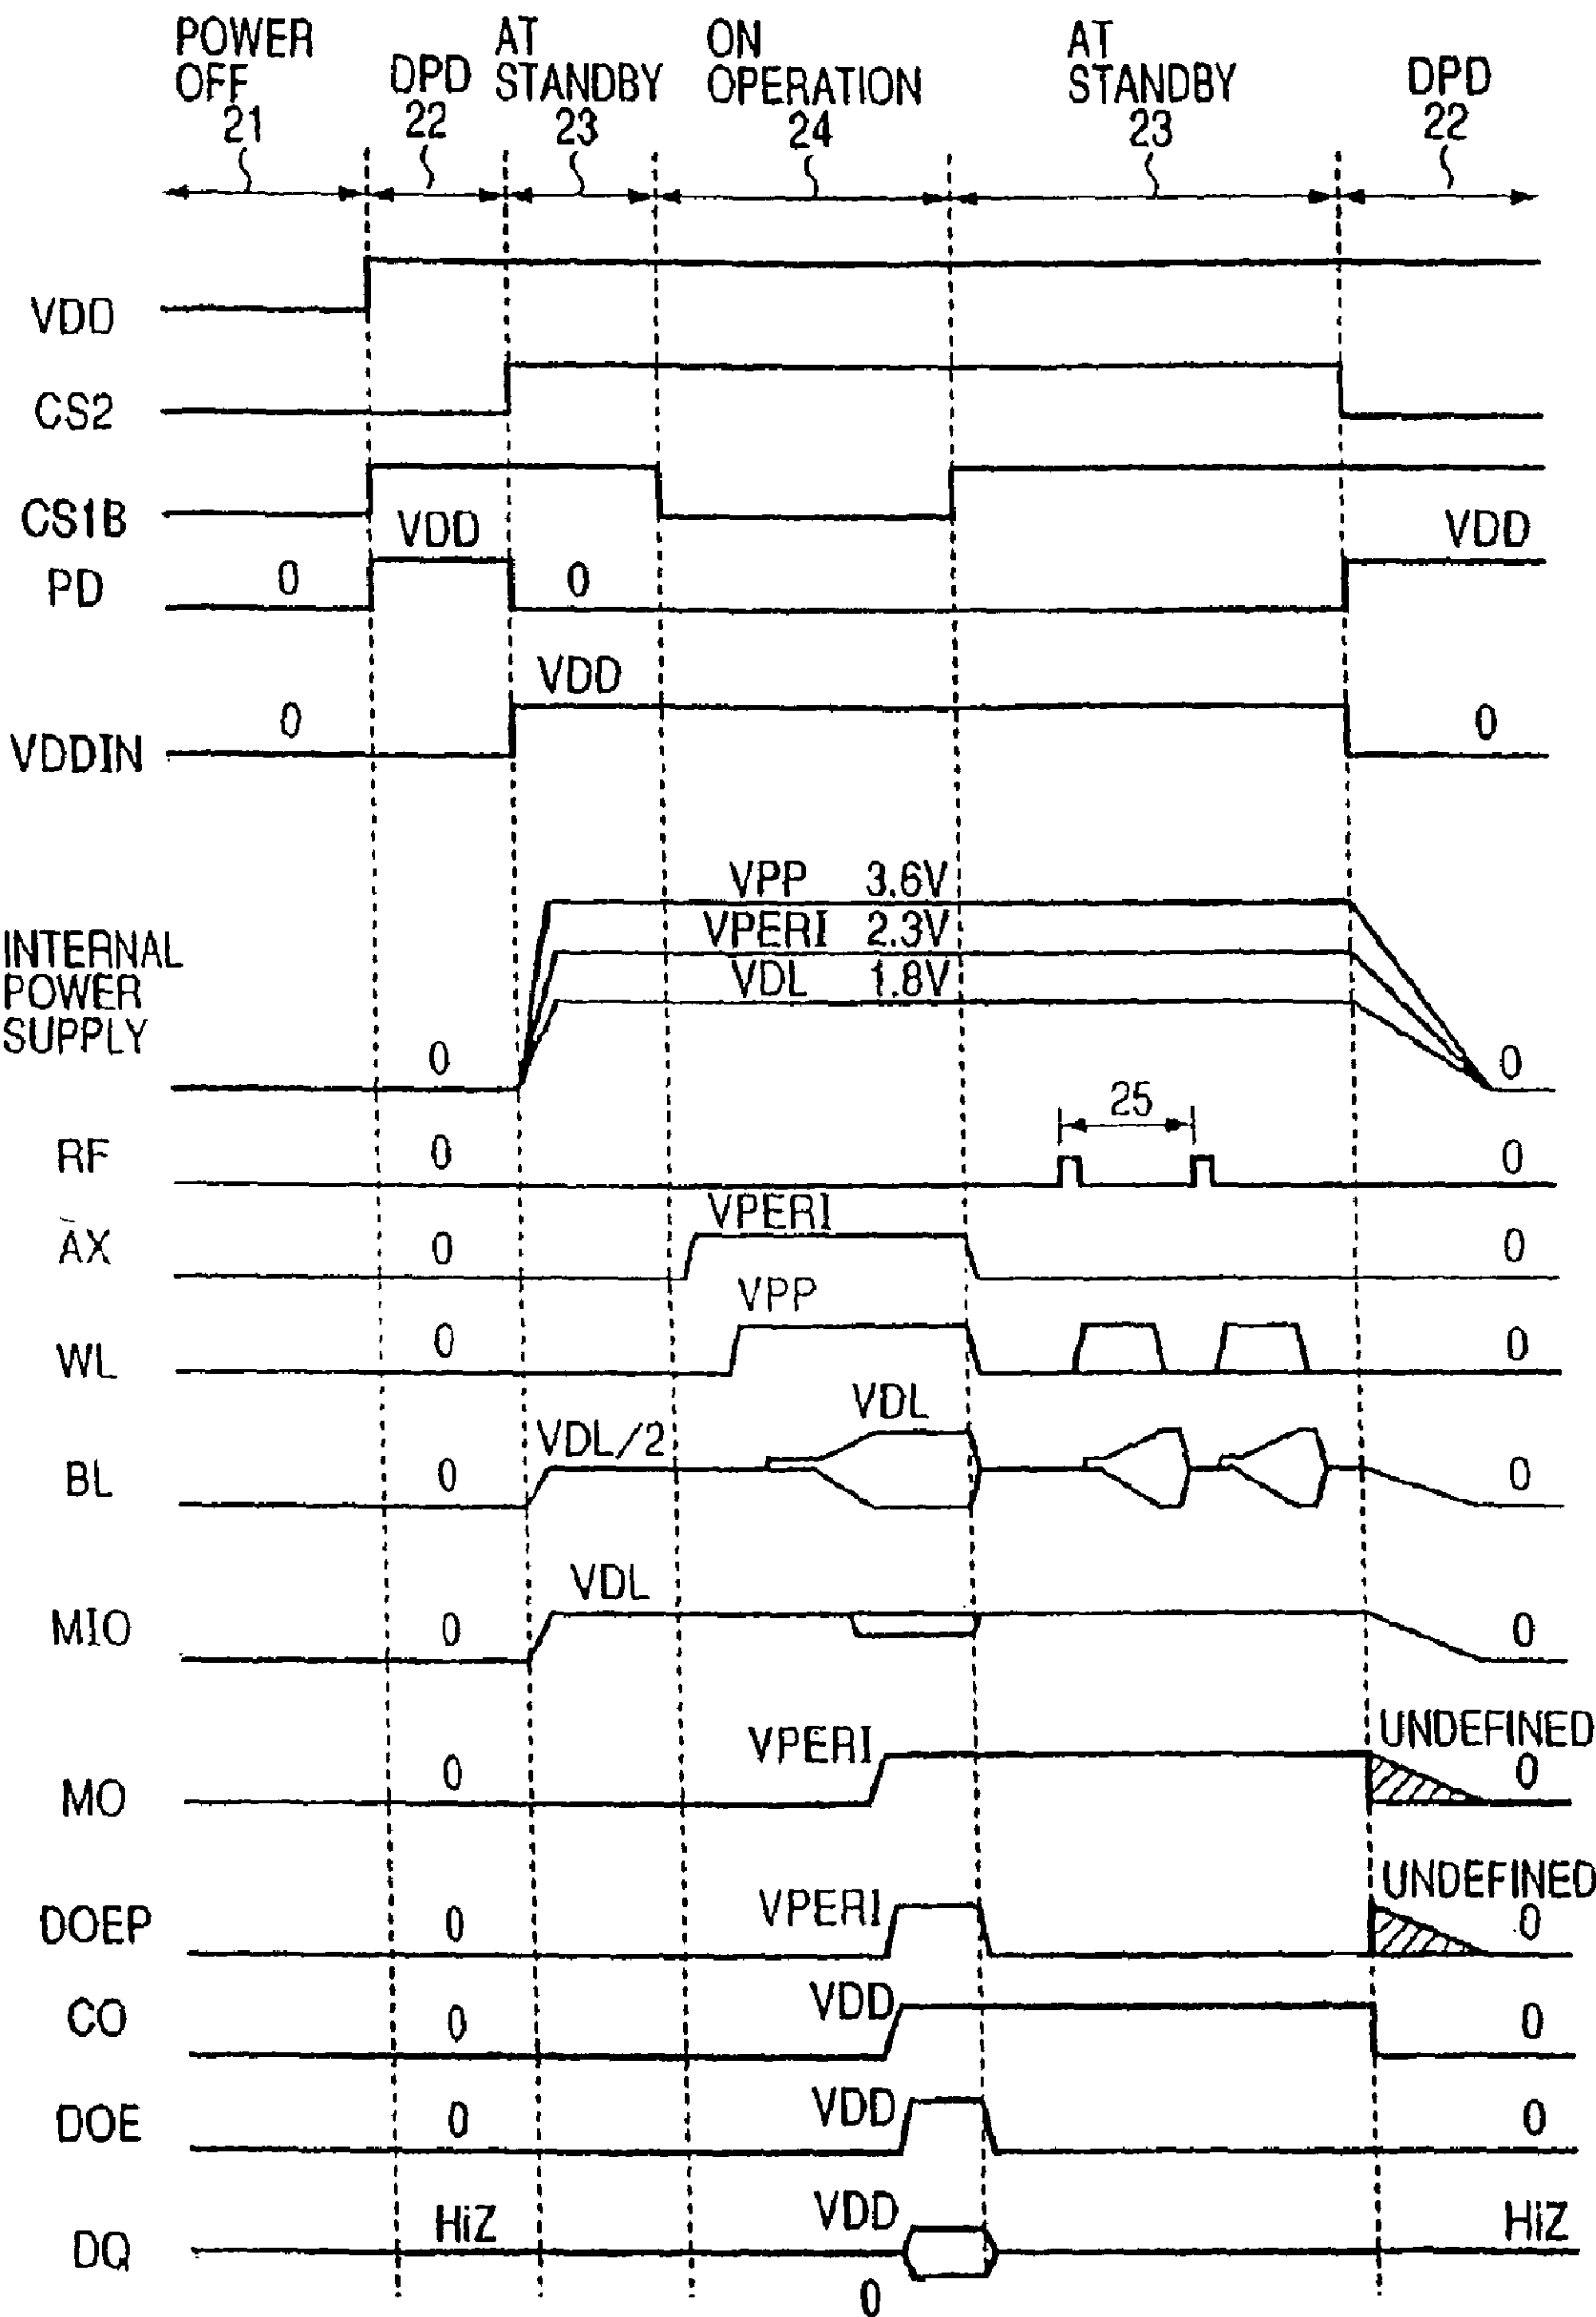 POWER OFF 21
DPD 22
AT STANDBY 23
ON OPERATION 24
AT STANDBY 23
DPD 22
VDD
CS2
CS1B
VDD
VDD
PD
0
0
VDD
0
0
VDDIN
VPP 3.6V
VPERI 2.3V
VDL 1.8V
INTERNAL
POWER
SUPPLY
0
0
25
RF
0
0
VPERI
AX
0
0
VPP
WL
0
0
VDL
VDL/2
BL
0
0
VDL
MIO
0
0
UNDEFINED
VPERI
0
0
MO
UNDEFINED
VPERI
DOEP
0
0
VDD
CO
0
0
VDD
DOE
0
0
HiZ
VDD
HiZ
DQ
0